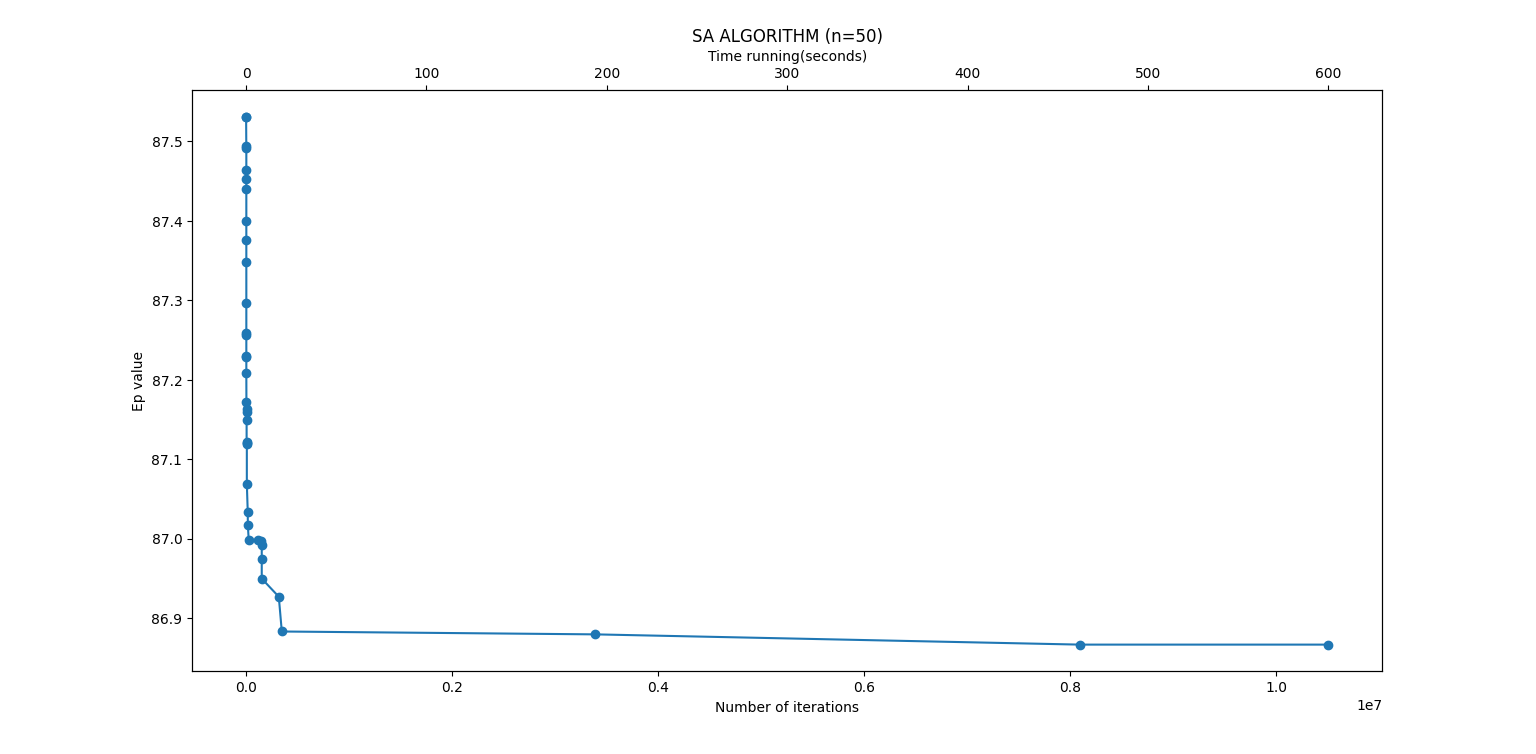 SA ALGORITHM (n=50)
Time running(seconds)
0 100 200 300 400 500 600
87.5
87.4
87.3
87.2
87.1
87.0
86.9
Ep value
0.0 0.2 0.4 0.6 0.8 1.0
1e7
Number of iterations